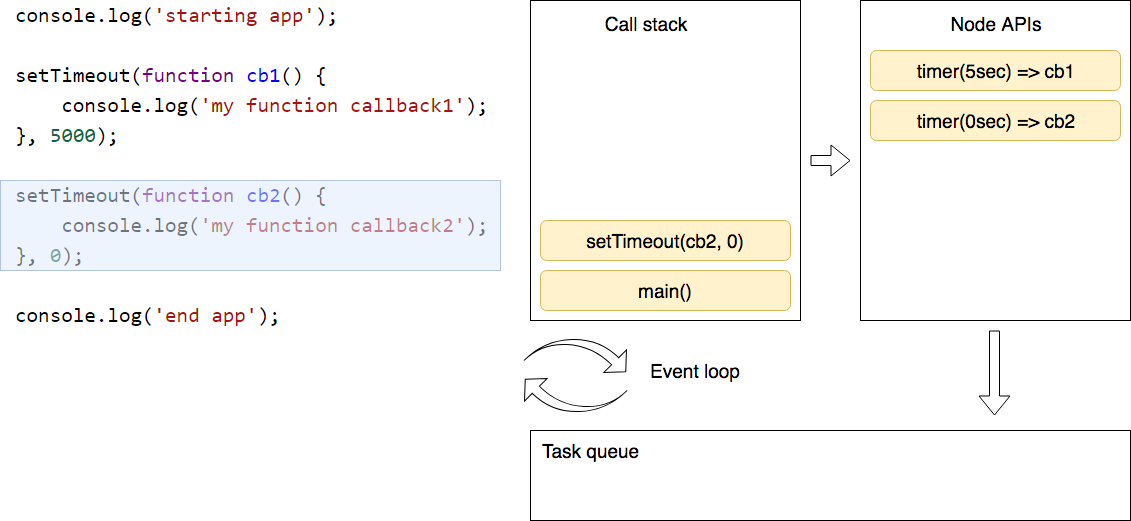 console.log('starting app');
setTimeout(function cb1() {
    console.log('my function callback1');
}, 5000);
setTimeout(function cb2() {
    console.log('my function callback2');
}, 0);
console.log('end app');
Call stack
setTimeout(cb2, 0)
main()
Node APIs
timer(5sec) => cb1
timer(0sec) => cb2
Event loop
Task queue